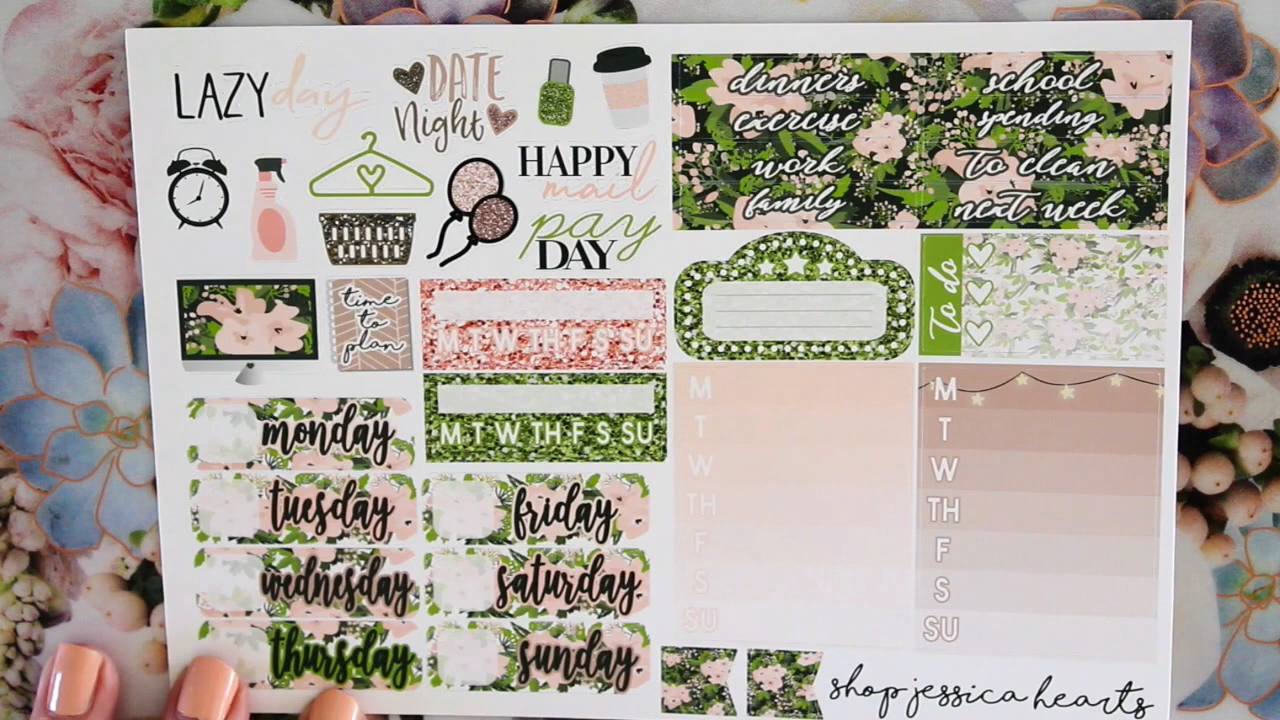 LAZY day
DATE
Night
HAPPY
mail
pay
DAY
time
to
plan
M T W TH F S SU
M T W TH F S SU
monday
tuesday
wednesday
thursday
friday
saturday
sunday
dinners
exercise
work
family
school
spending
To clean
next week
To do
M
T
W
TH
F
S
SU
M
T
W
TH
F
S
SU
shop jessica hearts